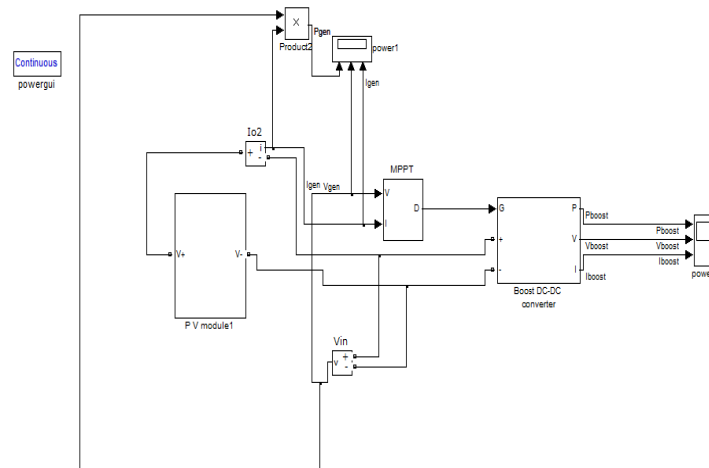 X
Pgen
Product2
power1
Continuous
powergui
Igen
Io2
+
i
-
MPPT
Igen
Vgen
V
D
I
G
P
Pboost
Pboost
+
V
Vboost
Vboost
Iboost
-
I
Iboost
V+
V-
Boost DC-DC
converter
P V module1
Vin
v
+
-